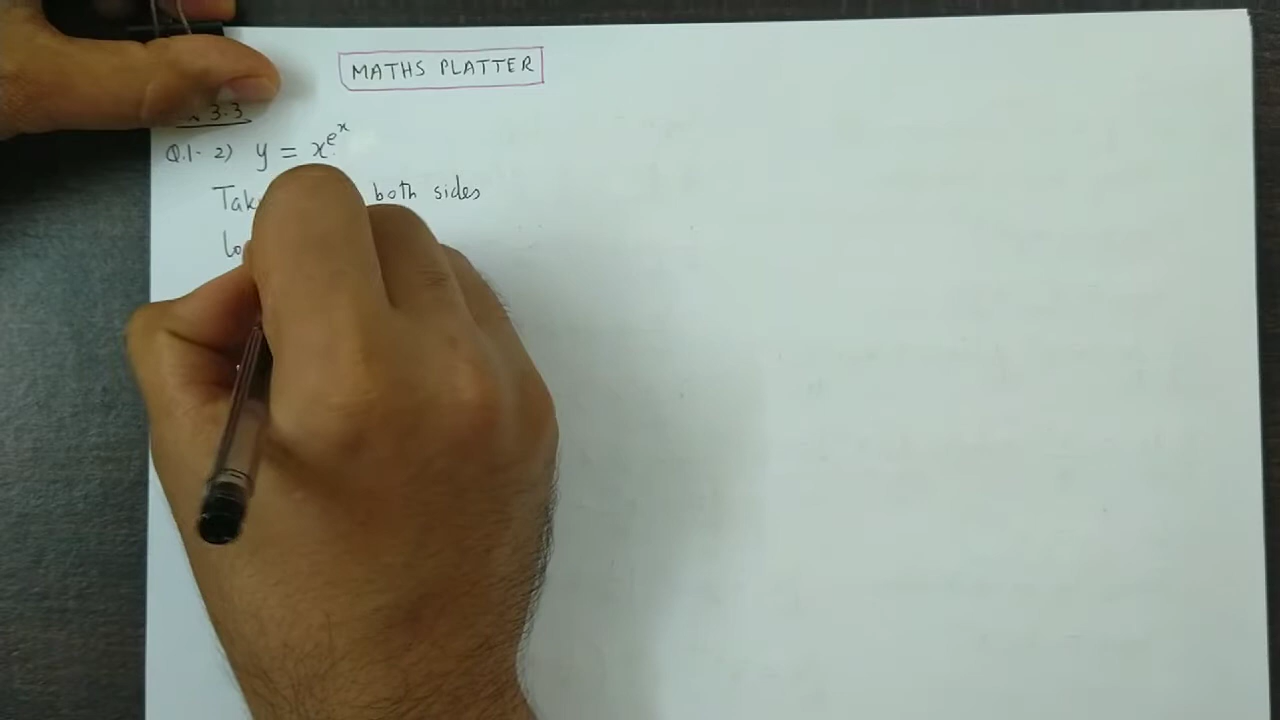 MATHS PLATTER
3.3
Q.1- 2) y = x^{e^x}
both sides